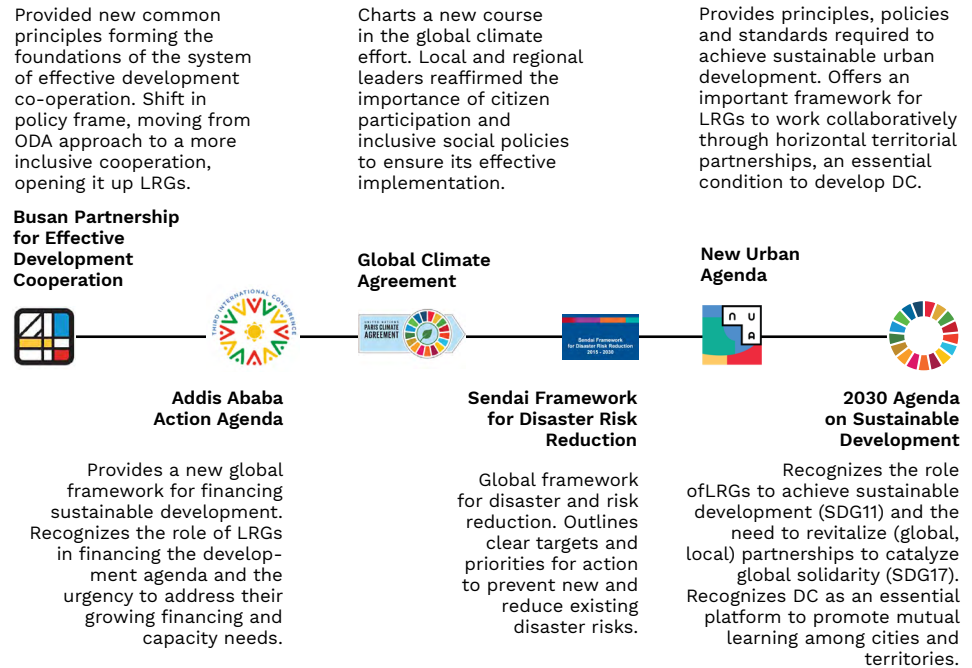 Provided new common
principles forming the
foundations of the system
of effective development
co-operation. Shift in
policy frame, moving from
ODA approach to a more
inclusive cooperation,
opening it up LRGs.
Busan Partnership
for Effective
Development
Cooperation
Charts a new course
in the global climate
effort. Local and regional
leaders reaffirmed the
importance of citizen
participation and
inclusive social policies
to ensure its effective
implementation.
Global Climate
Agreement
Provides principles, policies
and standards required to
achieve sustainable urban
development. Offers an
important framework for
LRGs to work collaboratively
through horizontal territorial
partnerships, an essential
condition to develop DC.
New Urban
Agenda
THIRD INTERNATIONAL CONFERENCE
UNITED NATIONS
PARIS CLIMATE
AGREEMENT
Sendai Framework
for Disaster Risk Reduction
2015 - 2030
N U
A
Addis Ababa
Action Agenda
Provides a new global
framework for financing
sustainable development.
Recognizes the role of LRGs
in financing the develop-
ment agenda and the
urgency to address their
growing financing and
capacity needs.
Sendai Framework
for Disaster Risk
Reduction
Global framework
for disaster and risk
reduction. Outlines
clear targets and
priorities for action
to prevent new and
reduce existing
disaster risks.
2030 Agenda
on Sustainable
Development
Recognizes the role
ofLRGs to achieve sustainable
development (SDG11) and the
need to revitalize (global,
local) partnerships to catalyze
global solidarity (SDG17).
Recognizes DC as an essential
platform to promote mutual
learning among cities and
territories.